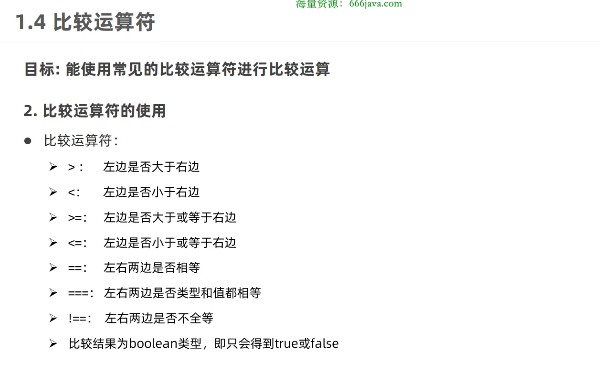 海量资源：666java.com
1.4 比较运算符
目标: 能使用常见的比较运算符进行比较运算
2. 比较运算符的使用
● 比较运算符：
➢ > ： 左边是否大于右边
➢ <： 左边是否小于右边
➢ >=： 左边是否大于或等于右边
➢ <=： 左边是否小于或等于右边
➢ ==： 左右两边是否相等
➢ ===： 左右两边是否类型和值都相等
➢ !==： 左右两边是否不全等
➢ 比较结果为boolean类型，即只会得到true或false